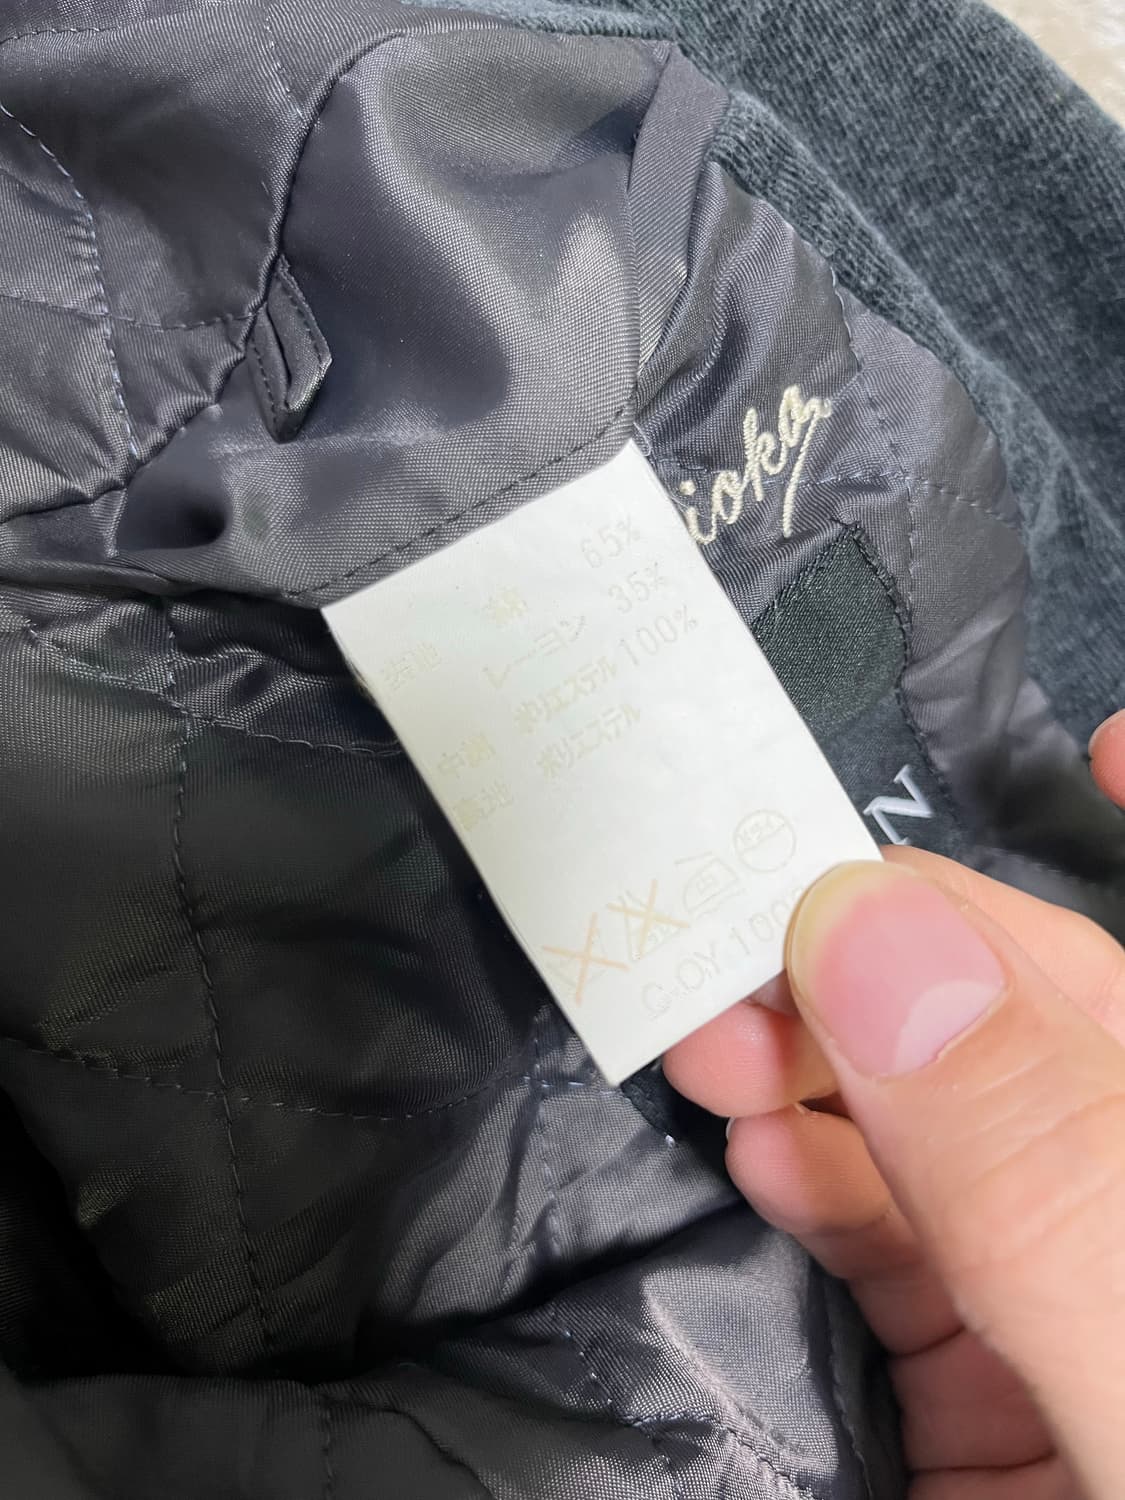 ioka
表地 綿 65%
レーヨン 35%
中綿 ポリエステル 100%
裏地 ポリエステル
N